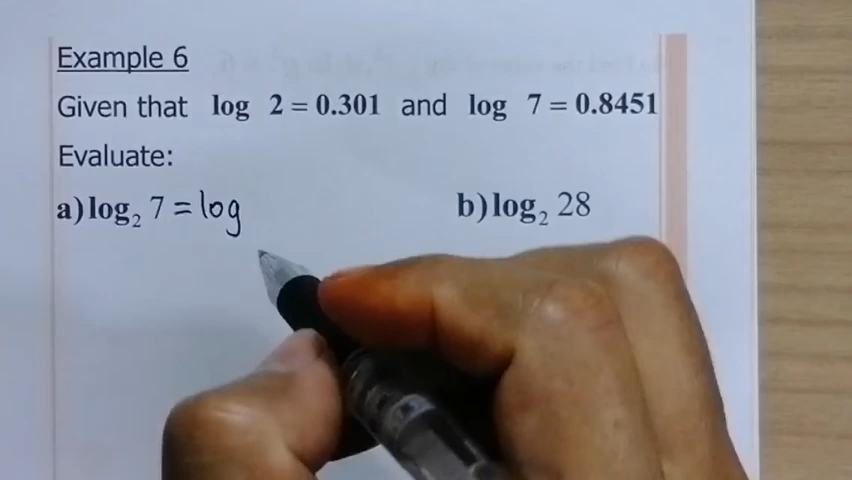 Example 6
Given that log 2 = 0.301 and log 7 = 0.8451
Evaluate:
a) log₂ 7 = log
b) log₂ 28